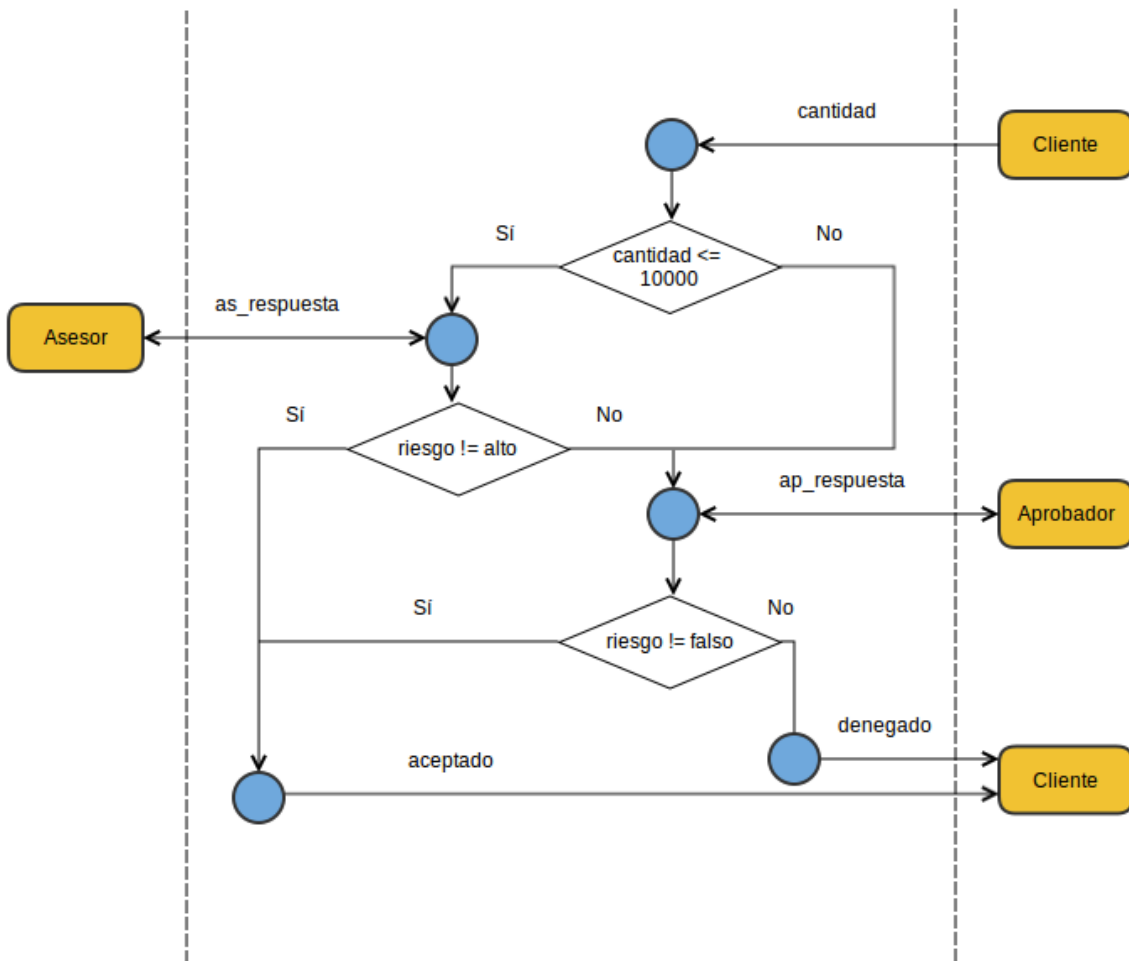 cantidad
Cliente
Sí
No
cantidad <=
10000
as_respuesta
Asesor
Sí
No
riesgo != alto
ap_respuesta
Aprobador
Sí
No
riesgo != falso
denegado
aceptado
Cliente